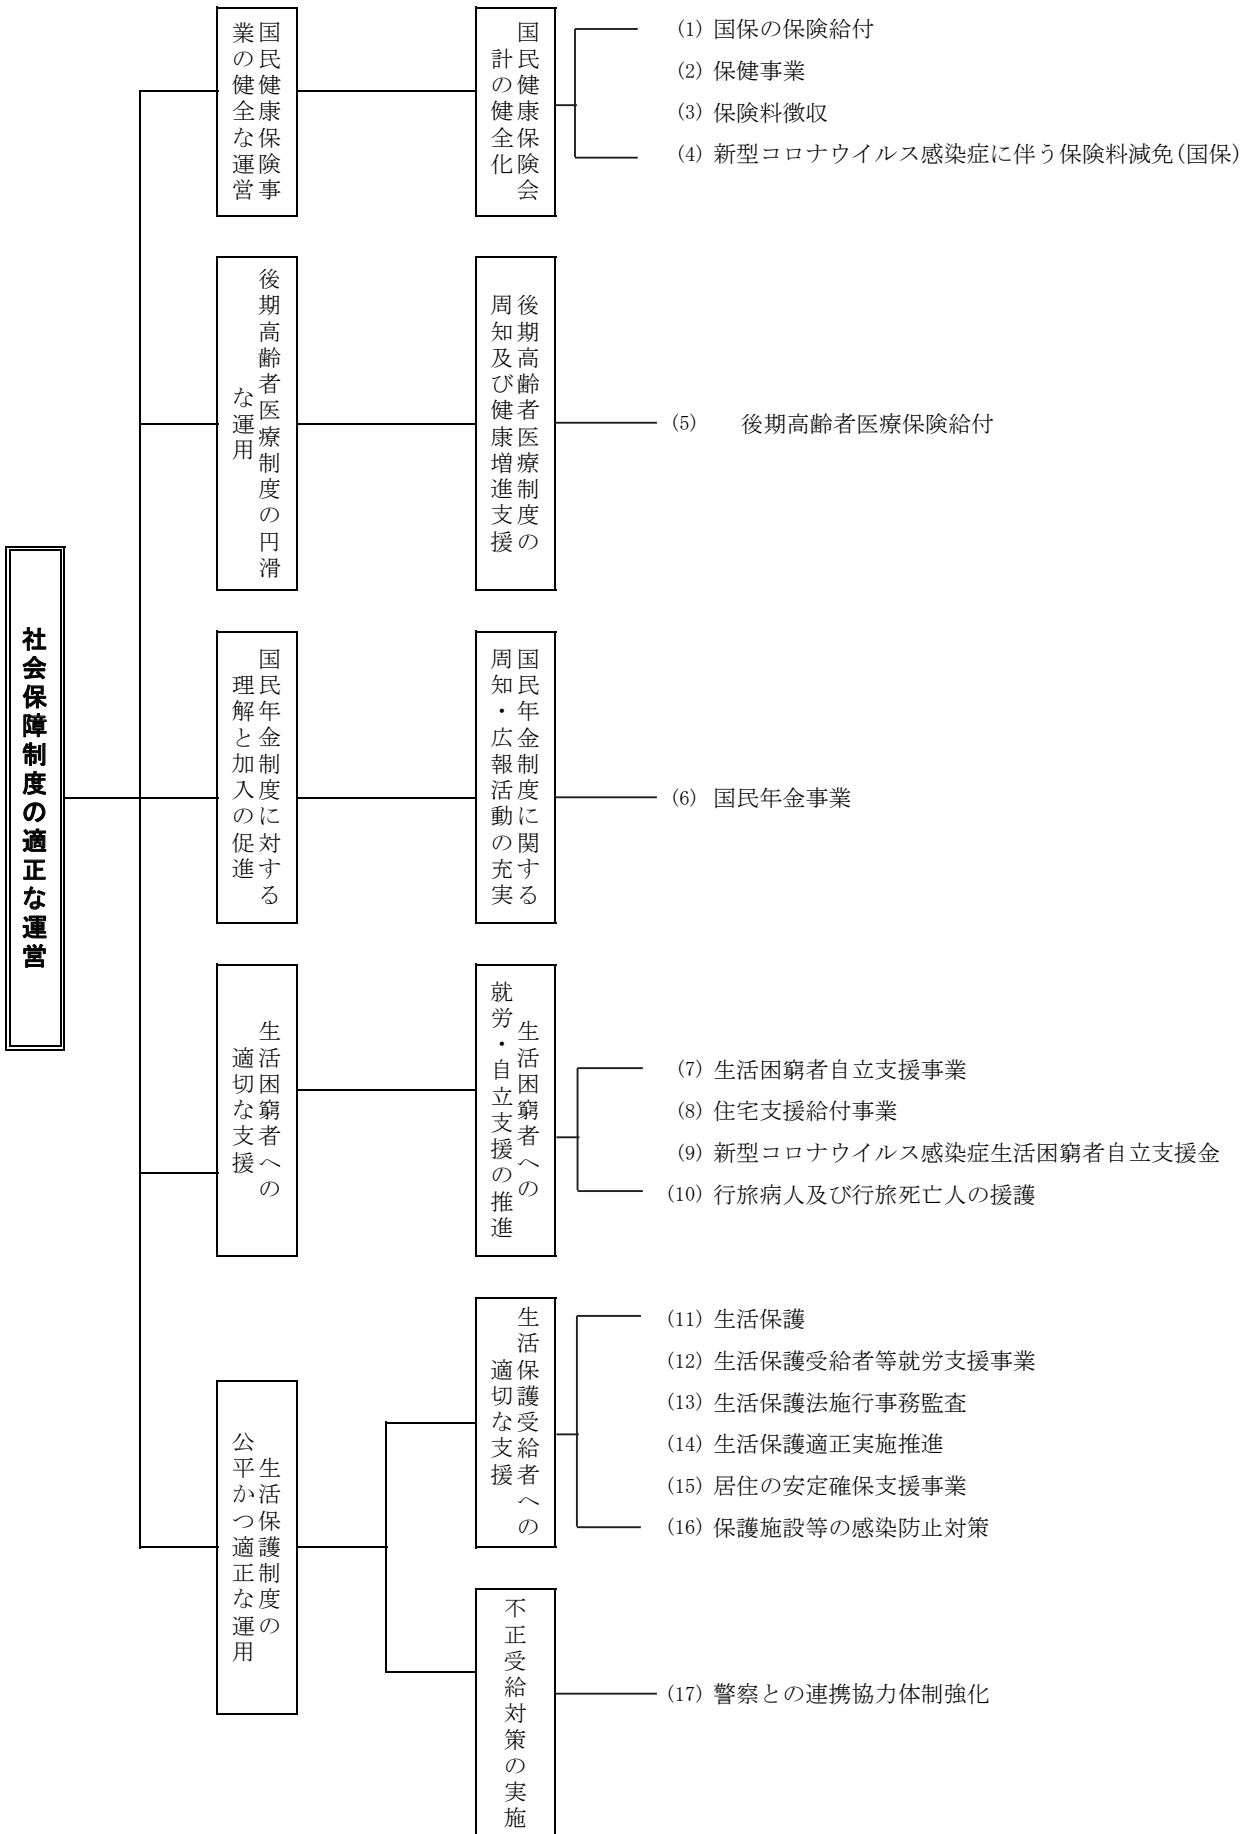 社会保障制度の適正な運営
国民健康保険事
業の健全な運営
国民健康保険会
計の健全化
(1) 国保の保険給付
(2) 保健事業
(3) 保険料徴収
(4) 新型コロナウイルス感染症に伴う保険料減免(国保)
後期高齢者医療制度の円滑
な運用
後期高齢者医療制度の
周知及び健康増進支援
(5) 後期高齢者医療保険給付
国民年金制度に対する
理解と加入の促進
国民年金制度に関する
周知・広報活動の充実
(6) 国民年金事業
生活困窮者への
適切な支援
生活困窮者への
就労・自立支援の推進
(7) 生活困窮者自立支援事業
(8) 住宅支援給付事業
(9) 新型コロナウイルス感染症生活困窮者自立支援金
(10) 行旅病人及び行旅死亡人の援護
生活保護制度の
公平かつ適正な運用
生活保護受給者への
適切な支援
(11) 生活保護
(12) 生活保護受給者等就労支援事業
(13) 生活保護法施行事務監査
(14) 生活保護適正実施推進
(15) 居住の安定確保支援事業
(16) 保護施設等の感染防止対策
不正受給対策の実施
(17) 警察との連携協力体制強化